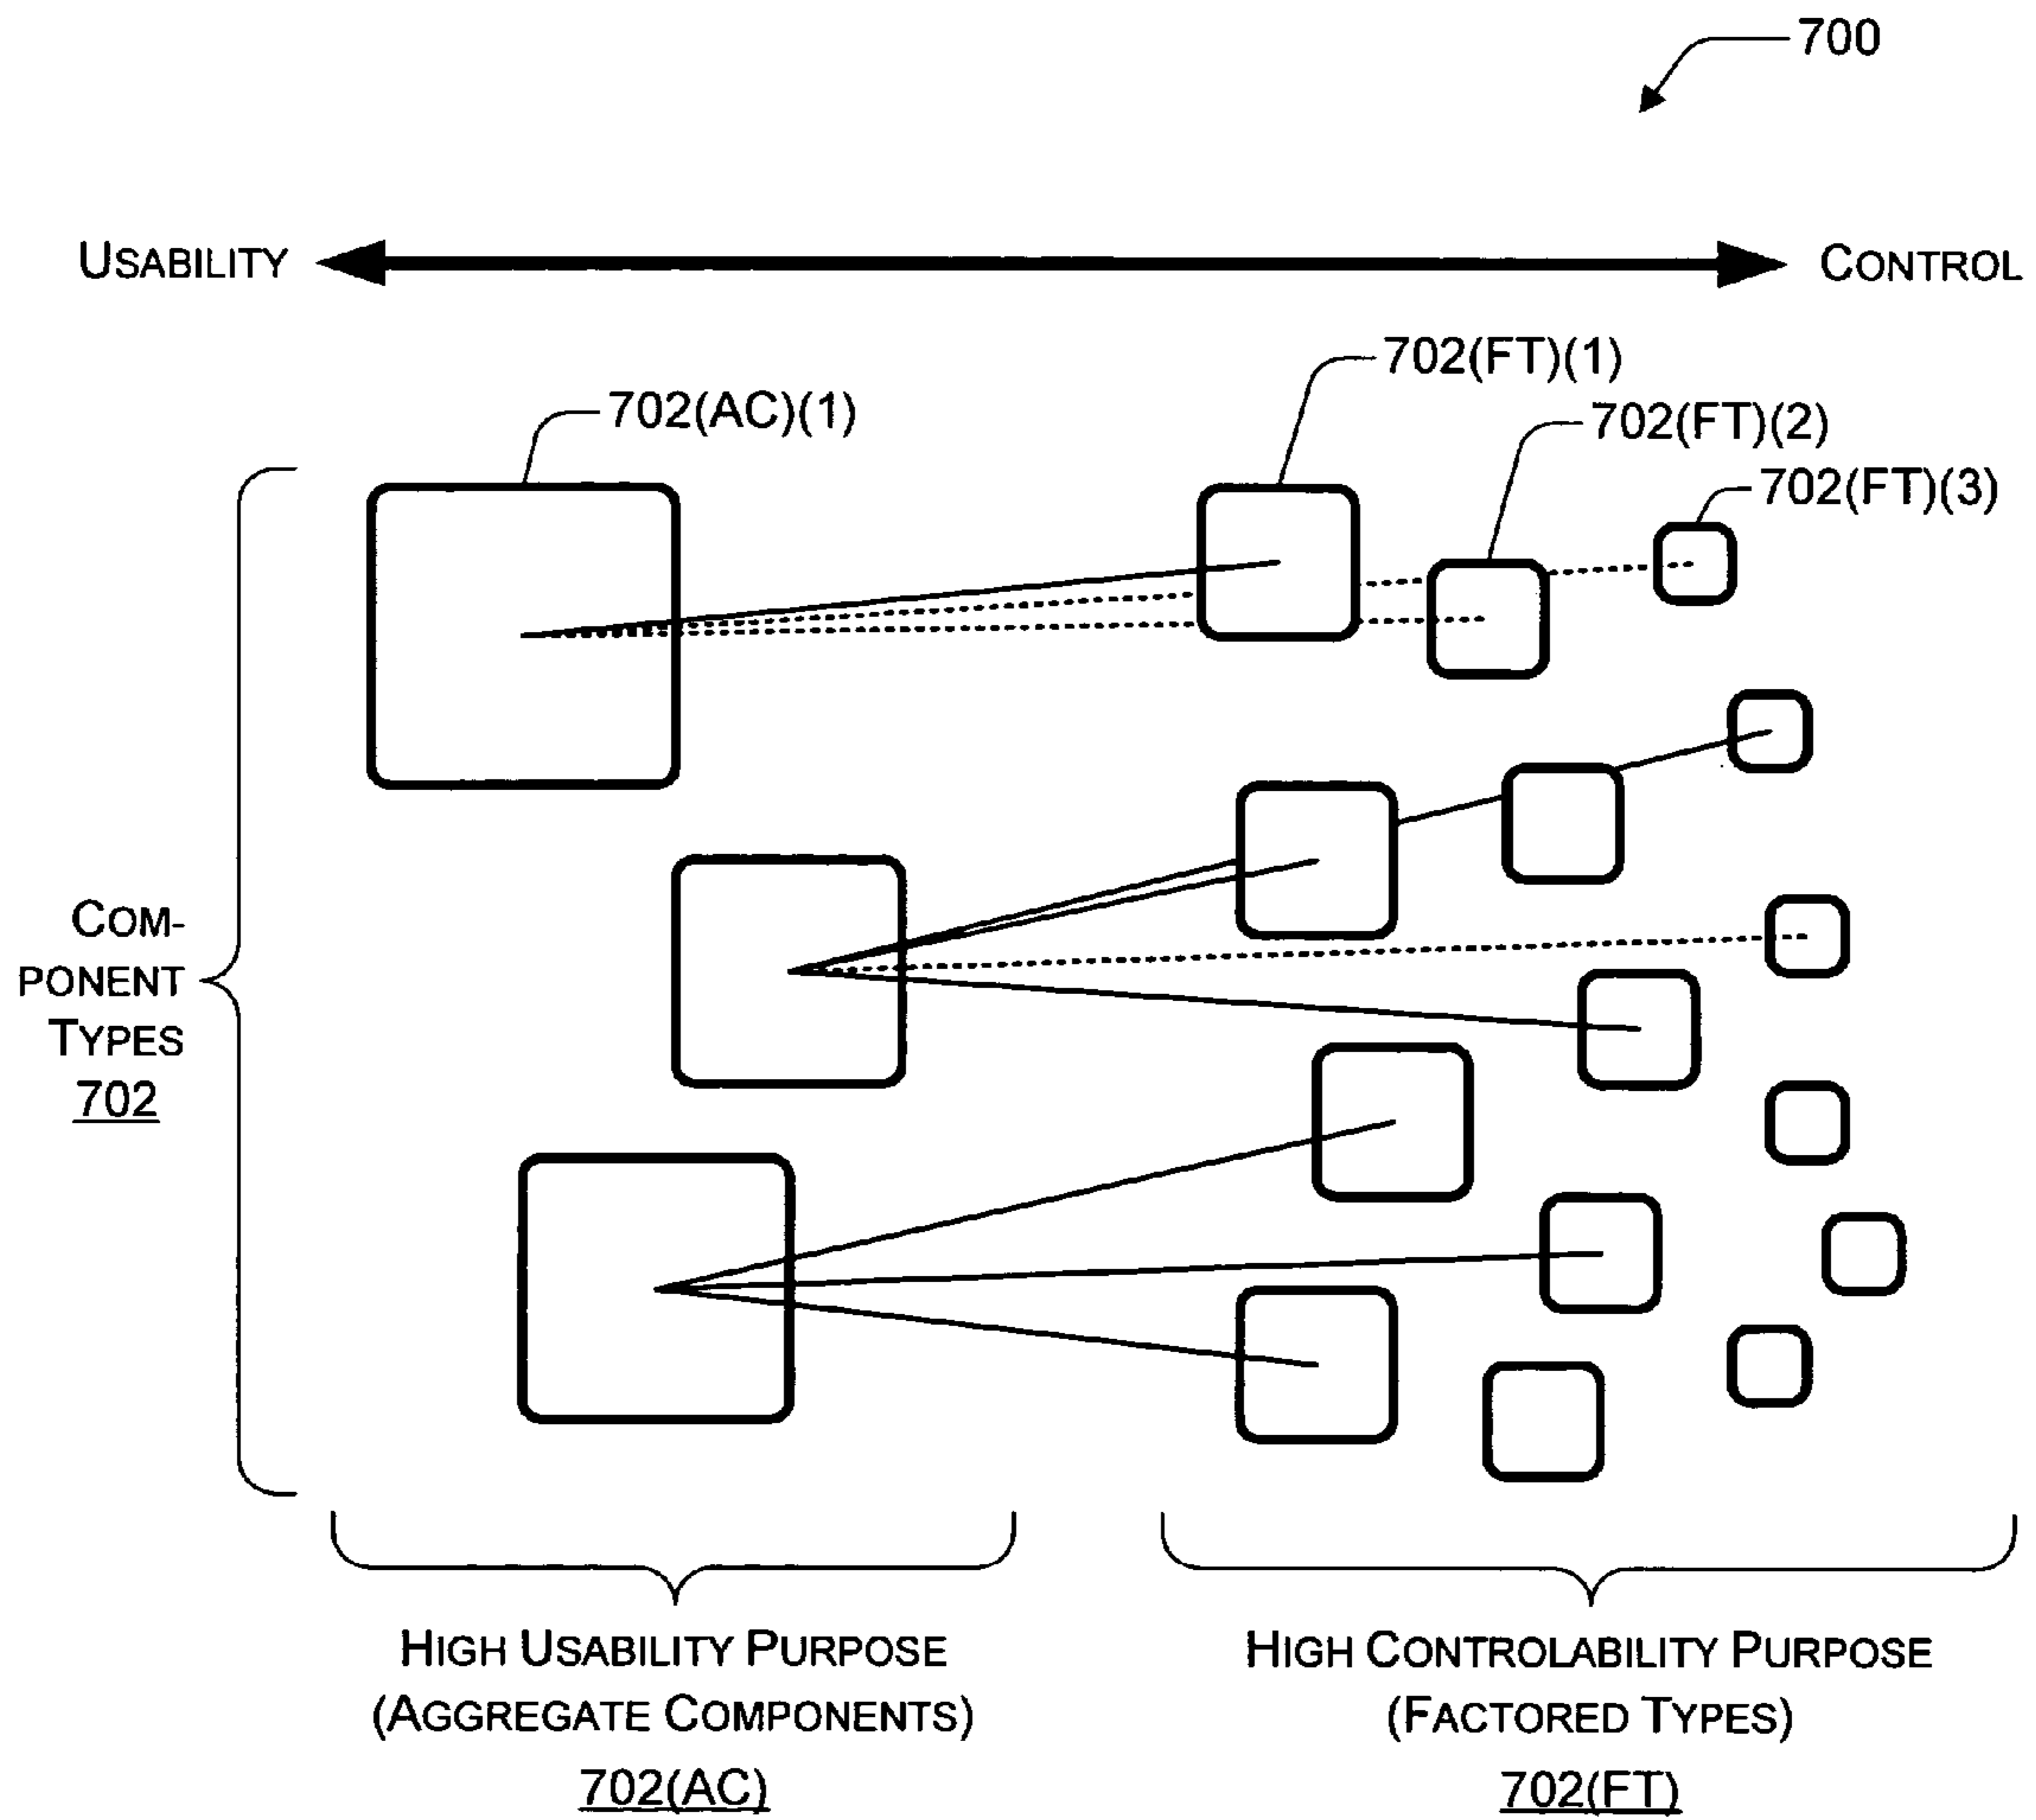 700
USABILITY
CONTROL
702(FT)(1)
702(AC)(1)
702(FT)(2)
702(FT)(3)
COM-
PONENT
TYPES
702
HIGH USABILITY PURPOSE
(AGGREGATE COMPONENTS)
702(AC)
HIGH CONTROLABILITY PURPOSE
(FACTORED TYPES)
702(FT)